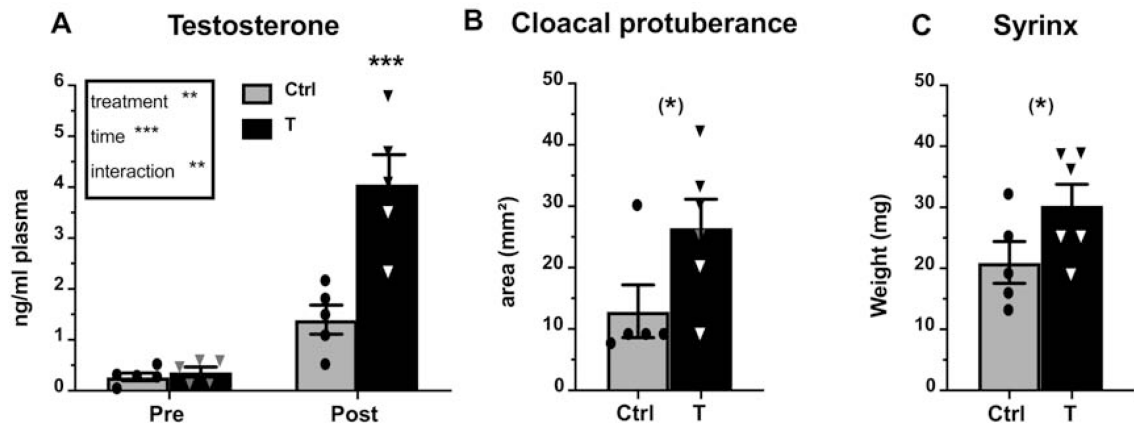 A Testosterone
***
6
5
4
3
2
1
0
ng/ml plasma
treatment **
time ***
interaction **
Ctrl
T
Pre Post
B Cloacal protuberance
(*)
50
40
30
20
10
0
area (mm²)
Ctrl T
C Syrinx
(*)
50
40
30
20
10
0
Weight (mg)
Ctrl T